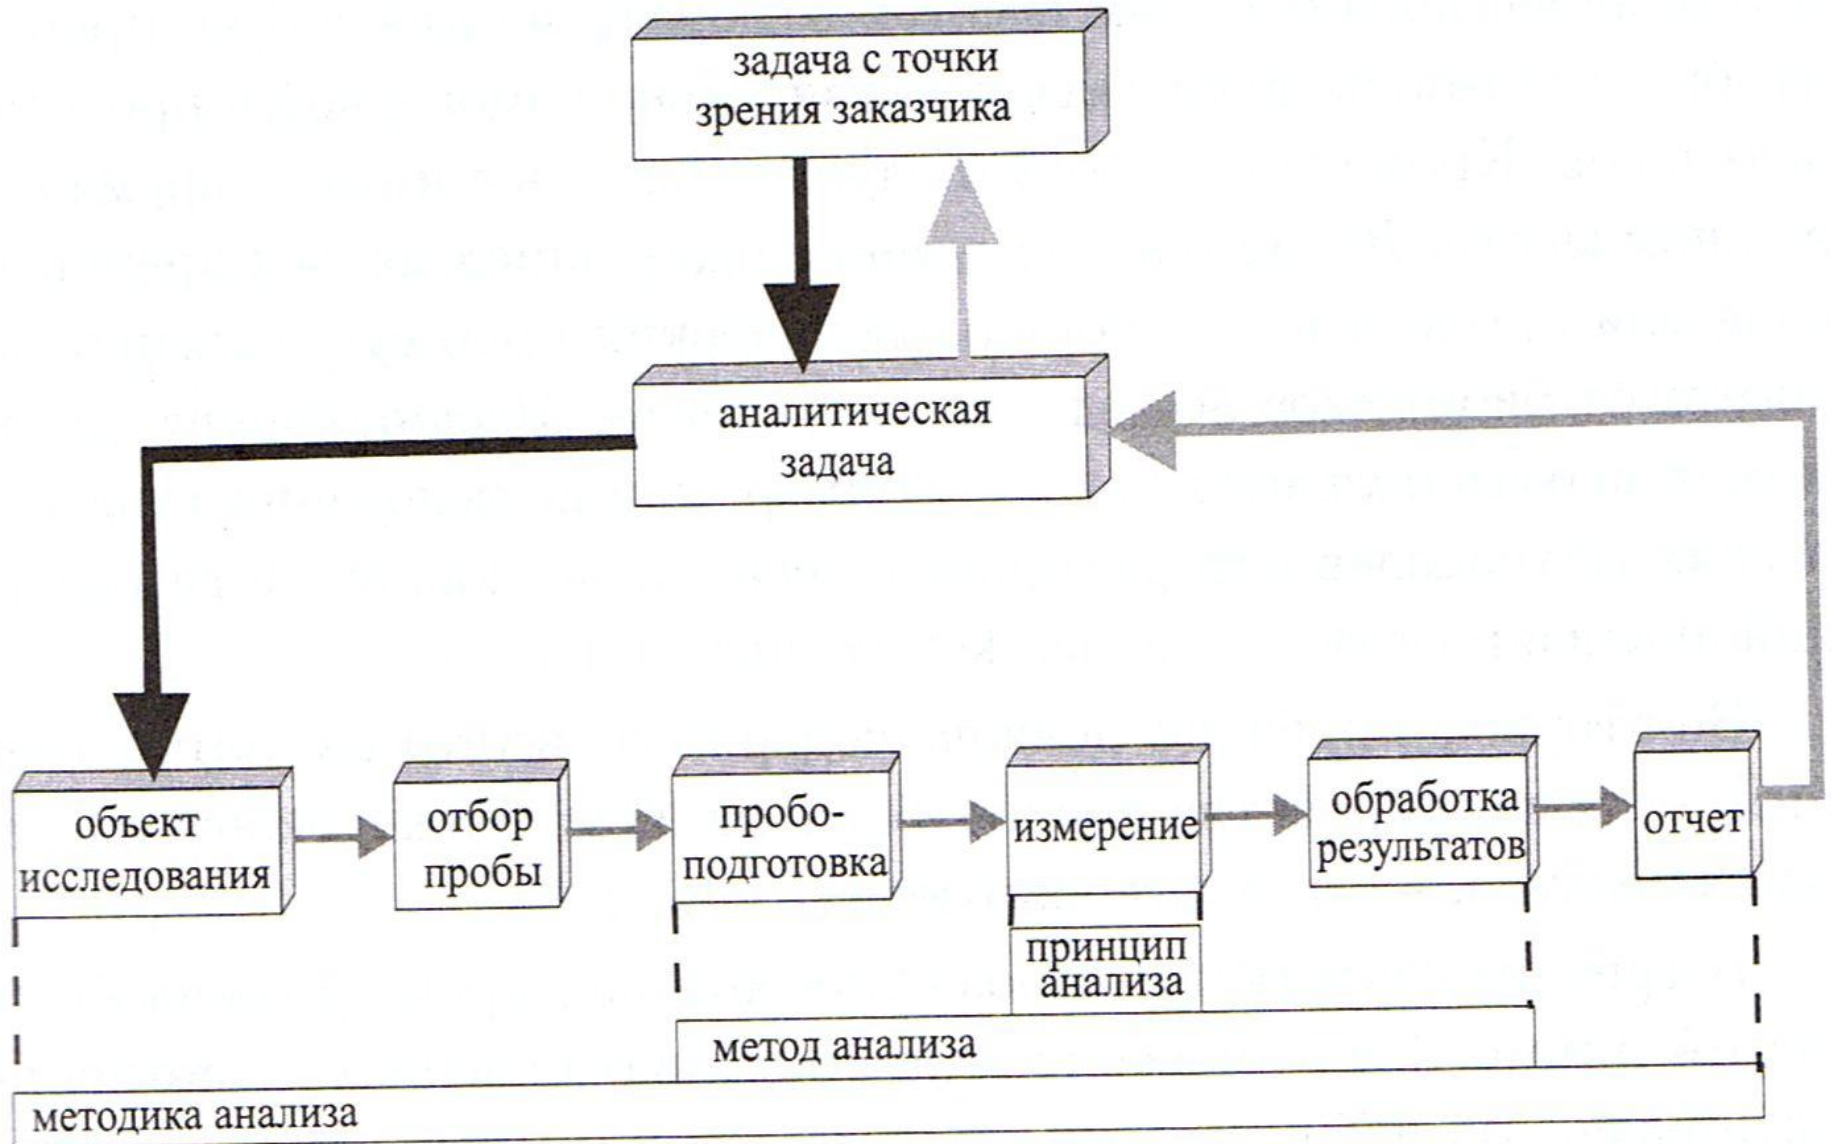 задача с точки
зрения заказчика
аналитическая
задача
объект
исследования
отбор
пробы
пробо-
подготовка
измерение
обработка
результатов
отчет
принцип
анализа
метод анализа
методика анализа